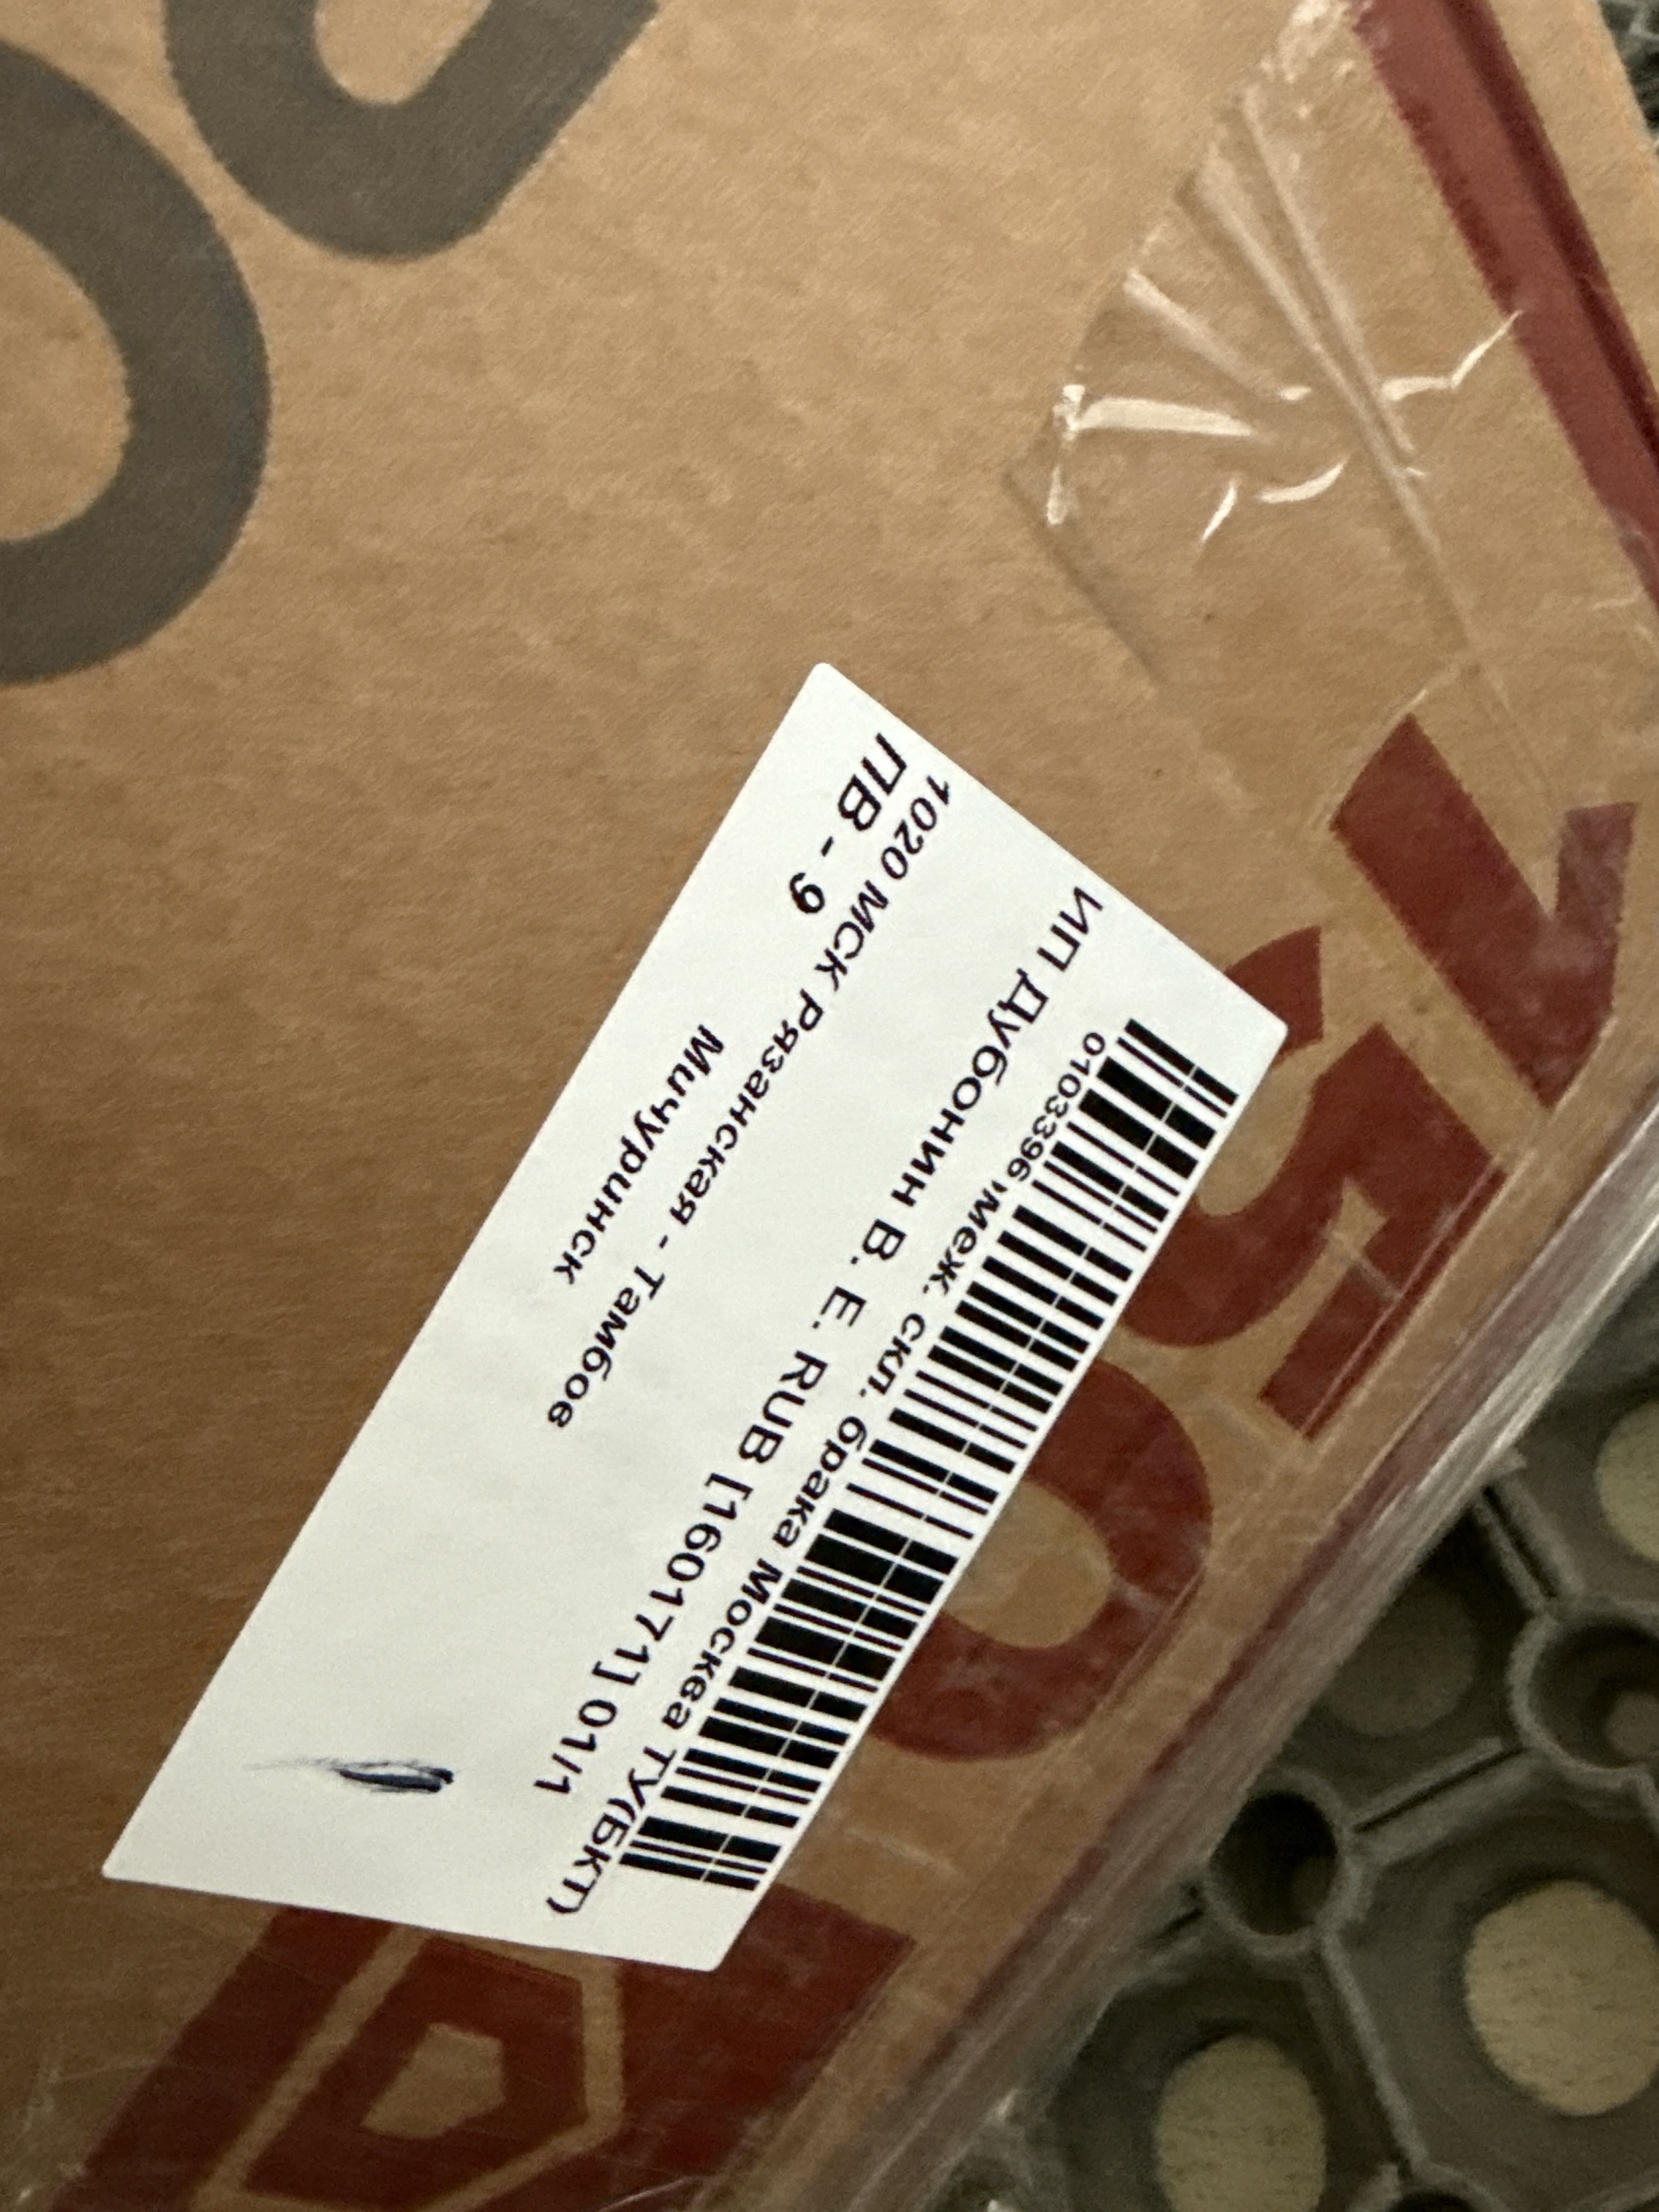 ПВ - 9
Мичуринск
1020 МСК Рязанская - Тамбов
ИП Дубонин В. Е. RUB [160171] 01/1
0103396 Меж. скл. брака Москва ТУ(БКТ)